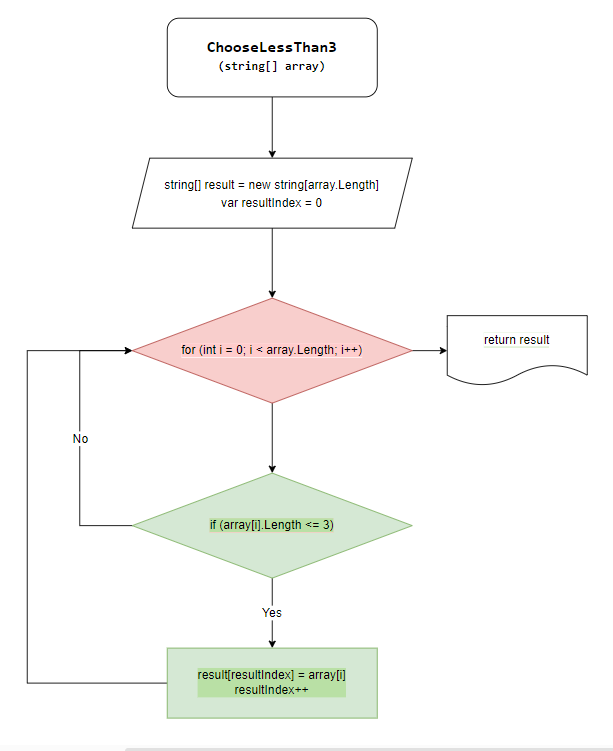 ChooseLessThan3
(string[] array)
string[] result = new string[array.Length]
var resultIndex = 0
for (int i = 0; i < array.Length; i++)
return result
No
if (array[i].Length <= 3)
Yes
result[resultIndex] = array[i]
resultIndex++